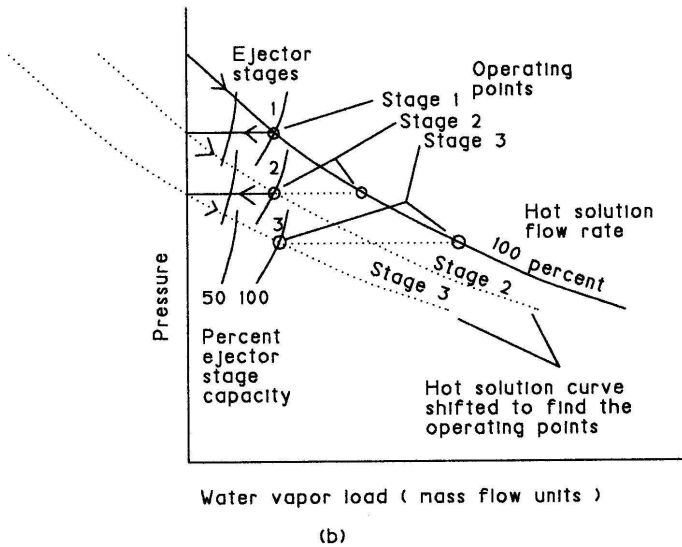 Ejector
stages
Operating
points
1
Stage 1
Stage 2
Stage 3
2
3
Hot solution
flow rate
100 percent
Stage 2
Stage 3
50 100
Percent
ejector
stage
capacity
Pressure
Hot solution curve
shifted to find the
operating points
Water vapor load ( mass flow units )
(b)